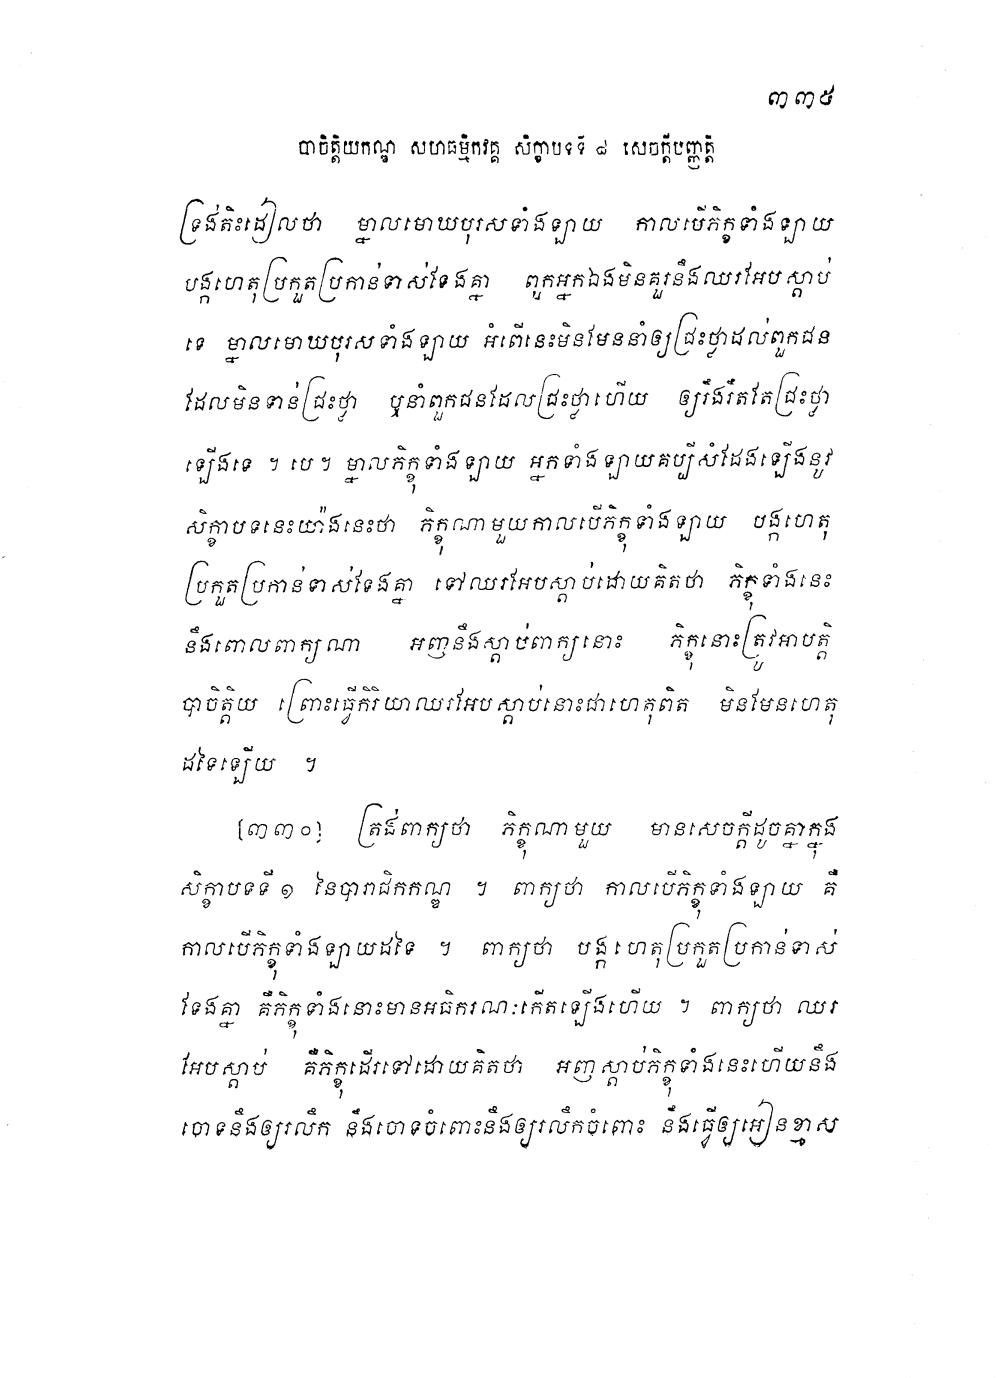 ៣៣៥
បាចិត្តិយកណ្ឌ សហធម្មិកវគ្គ សិក្ខាបទទី ៨ សេចក្តីបញ្ញត្តិ
ទ្រង់តិះដៀលថា ម្នាលមោឃបុរសទាំងឡាយ កាលបើភិក្ខុទាំងឡាយ
បង្កហេតុប្រកួតប្រកាន់ទាស់ទែងគ្នា ពួកអ្នកឯងមិនគួរនឹងឈរអែបស្តាប់
ទេ ម្នាលមោឃបុរសទាំងឡាយ អំពើនេះមិនមែននាំឲ្យជ្រះថ្លាដល់ពួកជន
ដែលមិនទាន់ជ្រះថ្លា ឬនាំពួកជនដែលជ្រះថ្លាហើយ ឲ្យរឹងរឹតតែជ្រះថ្លា
ឡើងទេ ។ បេ ។ ម្នាលភិក្ខុទាំងឡាយ អ្នកទាំងឡាយគប្បីសំដែងឡើងនូវ
សិក្ខាបទនេះយ៉ាងនេះថា ភិក្ខុណាមួយកាលបើភិក្ខុទាំងឡាយ បង្កហេតុ
ប្រកួតប្រកាន់ទាស់ទែងគ្នា ទៅឈរអែបស្តាប់ដោយគិតថា ភិក្ខុទាំងនេះ
នឹងពោលពាក្យណា អញនឹងស្តាប់ពាក្យនោះ ភិក្ខុនោះត្រូវអាបត្តិ
បាចិត្តិយ ព្រោះធ្វើកិរិយាឈរអែបស្តាប់នោះជាហេតុពិត មិនមែនហេតុ
ដទៃឡើយ ។
[៣៣០] ត្រង់ពាក្យថា ភិក្ខុណាមួយ មានសេចក្តីដូចគ្នាក្នុង
សិក្ខាបទទី ១ នៃបារាជិកកណ្ឌ ។ ពាក្យថា កាលបើភិក្ខុទាំងឡាយ គឺ
កាលបើភិក្ខុទាំងឡាយដទៃ ។ ពាក្យថា បង្កហេតុប្រកួតប្រកាន់ទាស់
ទែងគ្នា គឺភិក្ខុទាំងនោះមានអធិករណៈកើតឡើងហើយ ។ ពាក្យថា ឈរ
អែបស្តាប់ គឺភិក្ខុដើរទៅដោយគិតថា អញស្តាប់ភិក្ខុទាំងនេះហើយនឹង
ចោទនឹងឲ្យរលឹក នឹងចោទចំពោះនឹងឲ្យរលឹកចំពោះ នឹងធ្វើឲ្យអៀនខ្មាស